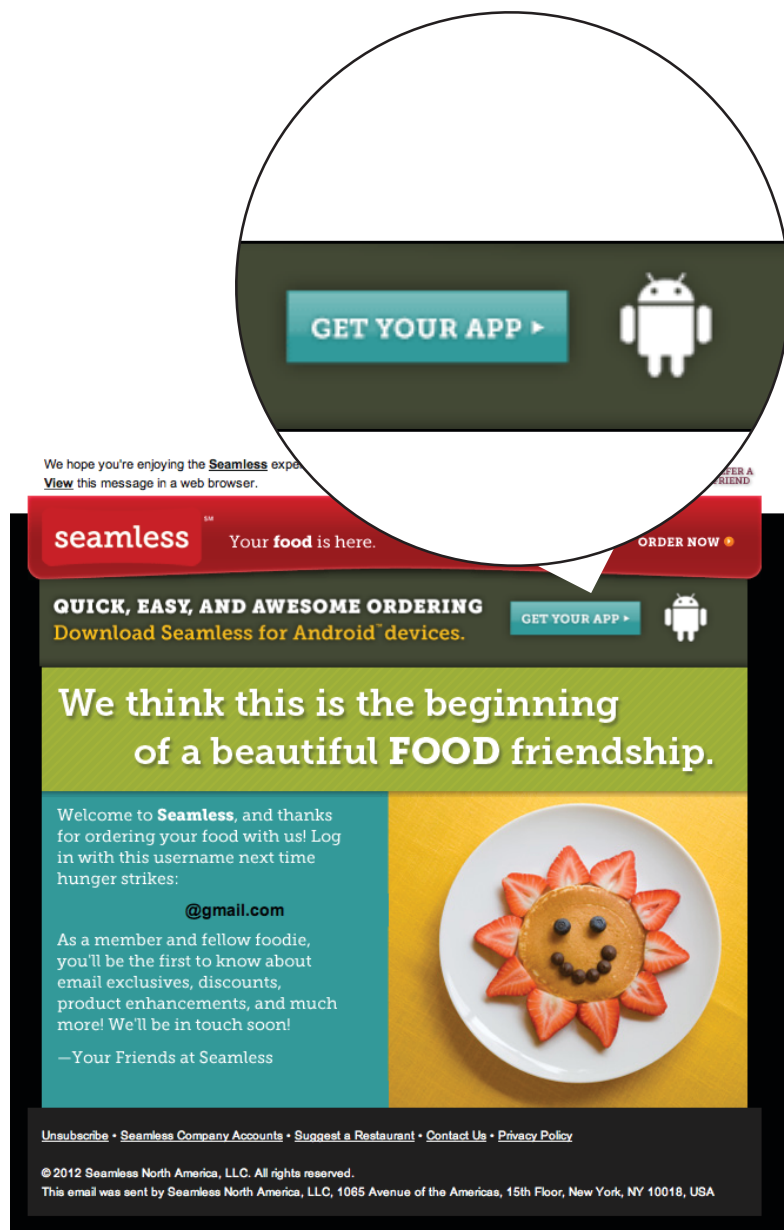 GET YOUR APP ▸
We hope you're enjoying the Seamless
View this message in a web browser.
FRIEND
seamless℠
Your food is here.
ORDER NOW
QUICK, EASY, AND AWESOME ORDERING
Download Seamless for Android™ devices.
GET YOUR APP ▸
We think this is the beginning
of a beautiful FOOD friendship.
Welcome to Seamless, and thanks
for ordering your food with us! Log
in with this username next time
hunger strikes:
@gmail.com
As a member and fellow foodie,
you'll be the first to know about
email exclusives, discounts,
product enhancements, and much
more! We'll be in touch soon!
—Your Friends at Seamless
Unsubscribe • Seamless Company Accounts • Suggest a Restaurant • Contact Us • Privacy Policy
© 2012 Seamless North America, LLC. All rights reserved.
This email was sent by Seamless North America, LLC, 1065 Avenue of the Americas, 15th Floor, New York, NY 10018, USA